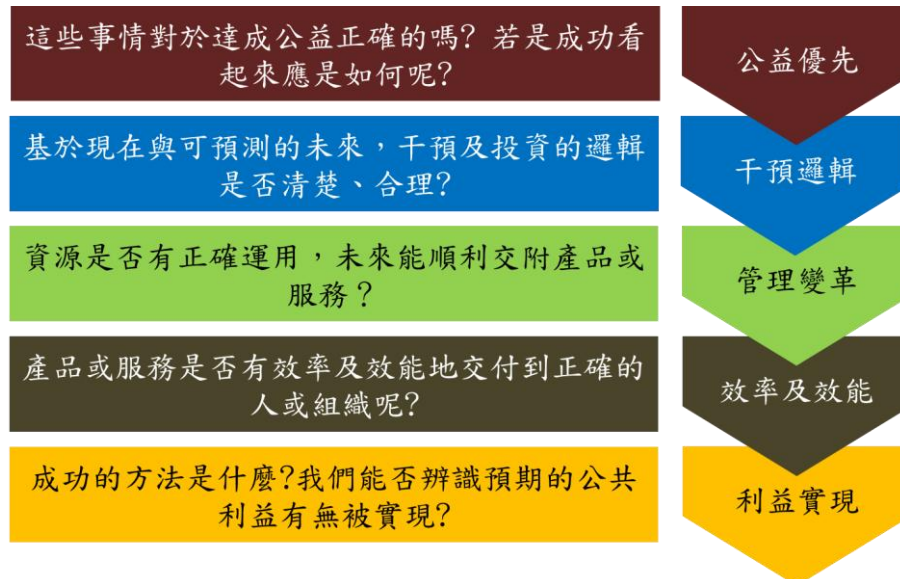 這些事情對於達成公益正確的嗎? 若是成功看
起來應是如何呢?
公益優先
基於現在與可預測的未來，干預及投資的邏輯
是否清楚、合理?
干預邏輯
資源是否有正確運用，未來能順利交附產品或
服務？
管理變革
產品或服務是否有效率及效能地交付到正確的
人或組織呢?
效率及效能
成功的方法是什麼?我們能否辨識預期的公共
利益有無被實現?
利益實現